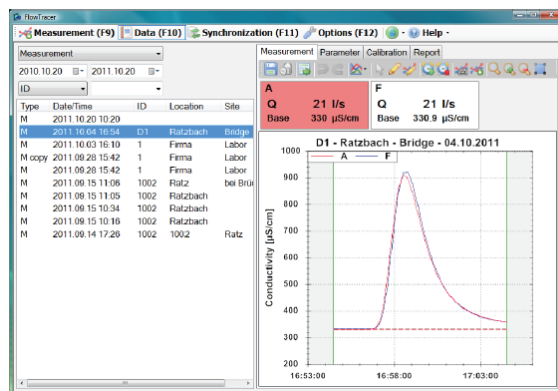 FlowTracer
Measurement (F9) Data (F10) Synchronization (F11) Options (F12) Help
Measurement
2010.10.20 2011.10.20
ID
Type Date/Time ID Location Site
M 2011.10.20 10:20
M 2011.10.04 16:54 D1 Ratzbach Bridge
M 2011.10.03 16:10 1 Firma Labor
M copy 2011.09.28 15:42 1 Firma Labor
M 2011.09.28 15:42 1 Firma Labor
M 2011.09.15 11:06 1002 Ratz bei Brü
M 2011.09.15 11:05 1002 Ratzbach
M 2011.09.15 10:34 1002 Ratzbach
M 2011.09.15 10:16 1002 Ratzbach
M 2011.09.14 17:26 1002 1002 Ratz
Measurement Parameter Calibration Report
A
Q 21 l/s
Base 330 µS/cm
F
Q 21 l/s
Base 330.9 µS/cm
D1 - Ratzbach - Bridge - 04.10.2011
A F
Conductivity [µS/cm]
1000
900
800
700
600
500
400
300
200
16:53:00 16:58:00 17:03:00